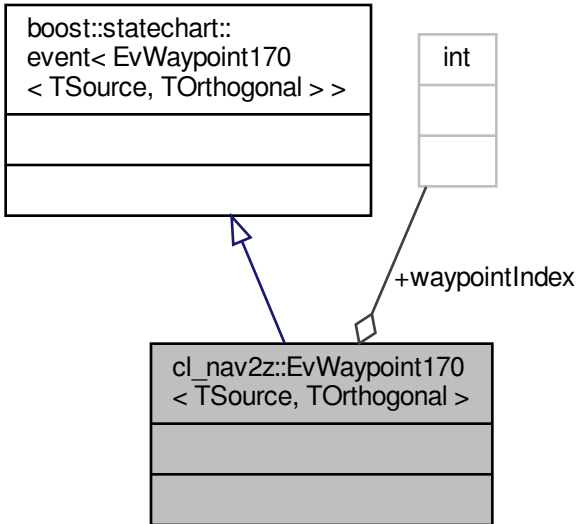 boost::statechart::
event< EvWaypoint170
< TSource, TOrthogonal > >
int
+waypointIndex
cl_nav2z::EvWaypoint170
< TSource, TOrthogonal >